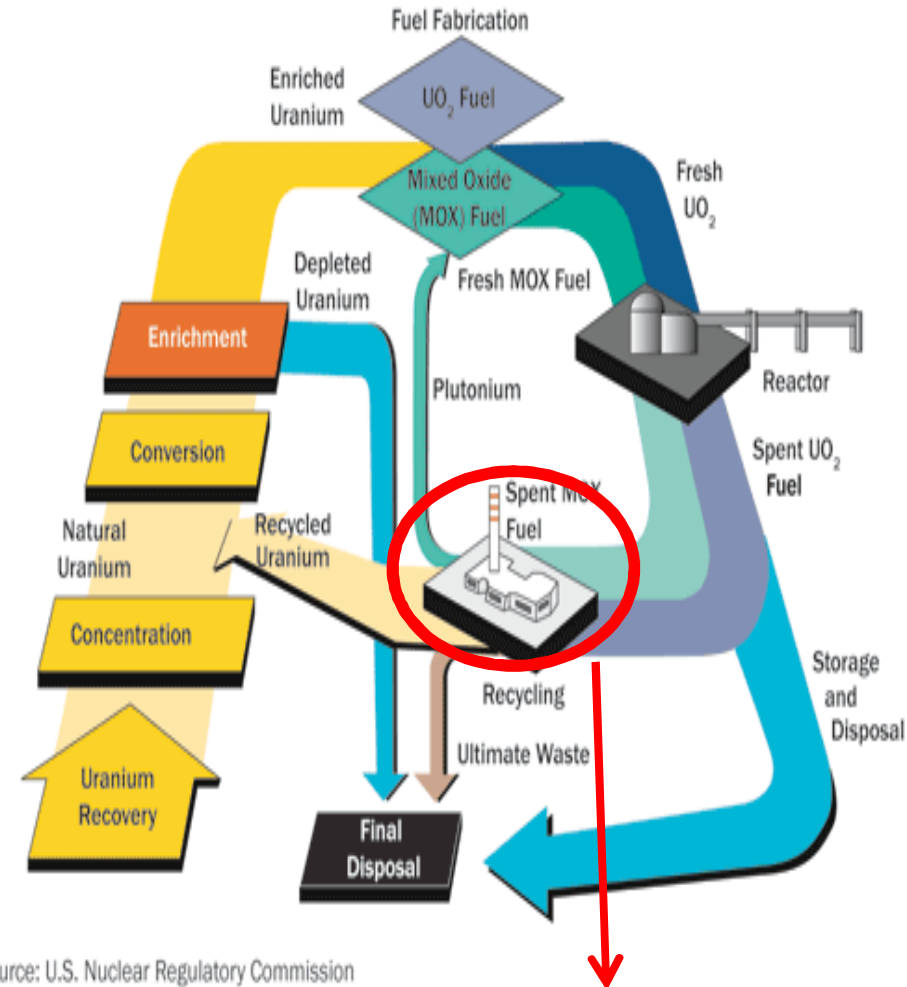 Fuel Fabrication
Enriched
Uranium
UO2 Fuel
Mixed Oxide
(MOX) Fuel
Fresh
UO2
Depleted
Uranium
Fresh MOX Fuel
Enrichment
Reactor
Plutonium
Conversion
Spent UO2
Fuel
Spent MOX
Fuel
Natural
Uranium
Recycled
Uranium
Concentration
Storage
and
Disposal
Recycling
Ultimate Waste
Uranium
Recovery
Final
Disposal
urce: U.S. Nuclear Regulatory Commission